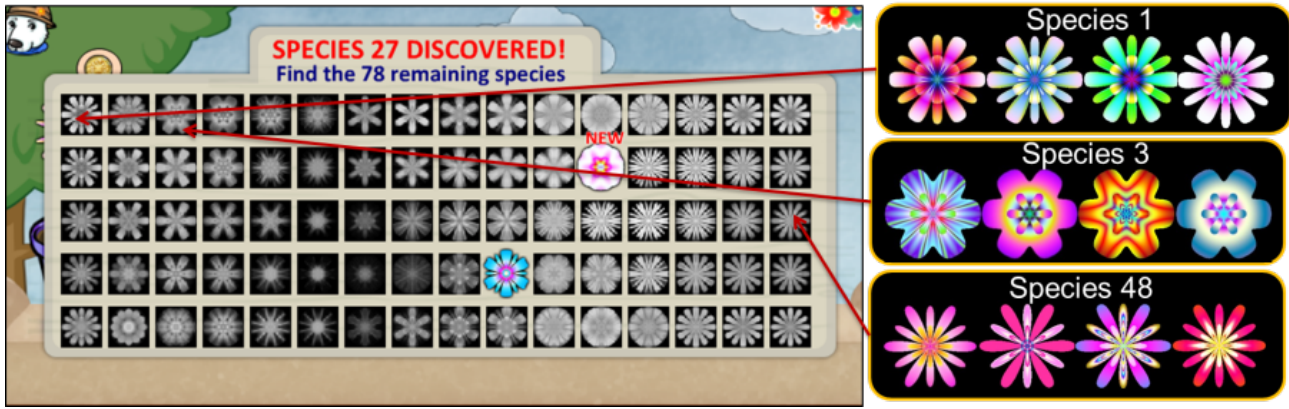 SPECIES 27 DISCOVERED!
Find the 78 remaining species
NEW
Species 1
Species 3
Species 48